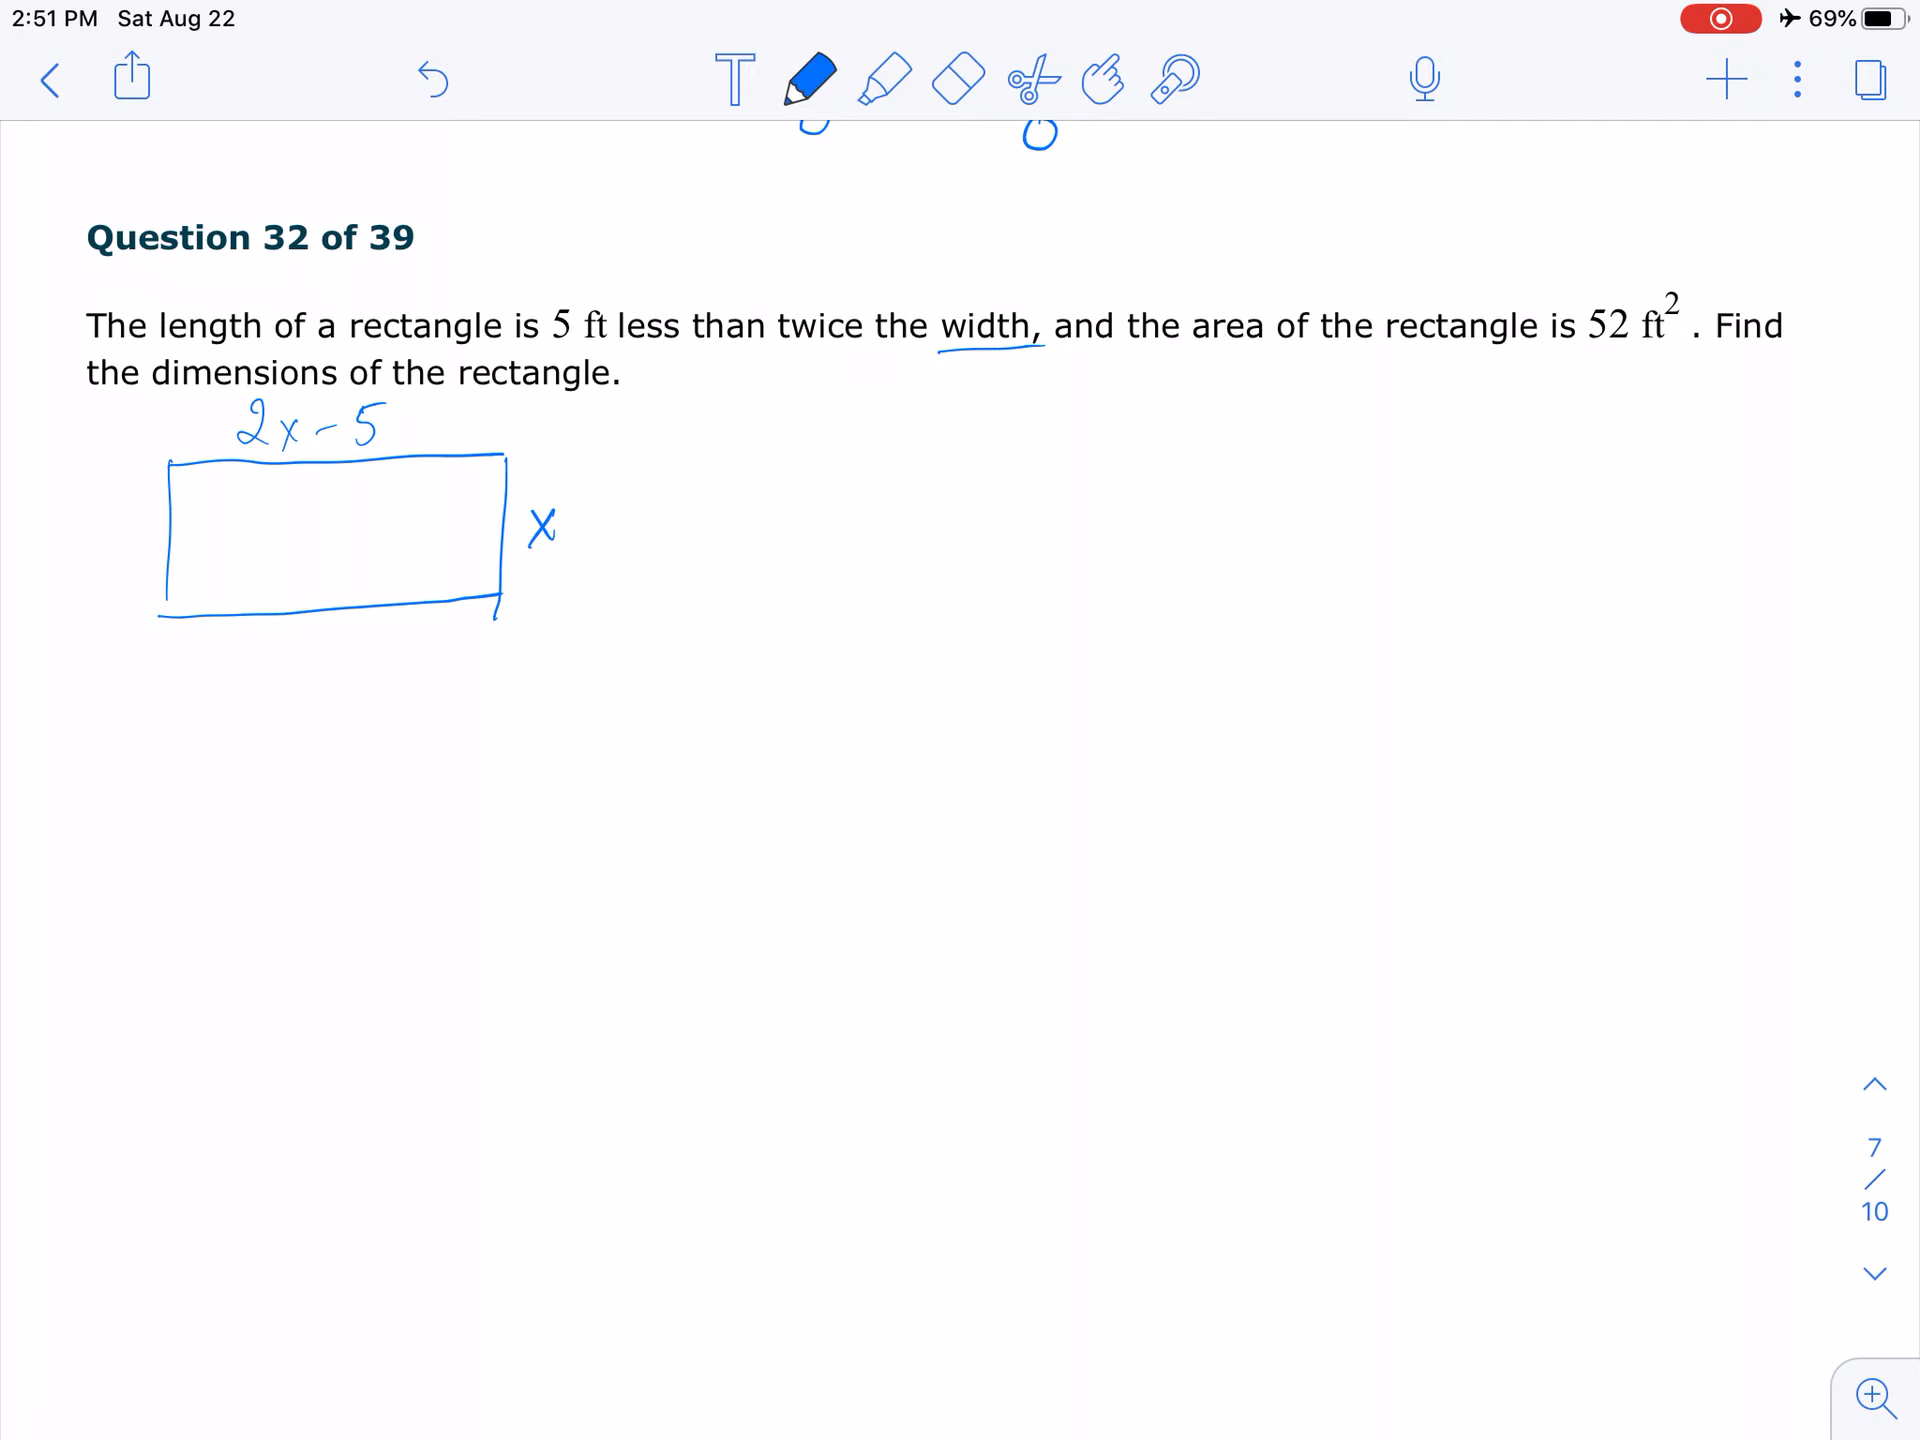 2:51 PM Sat Aug 22
69%
Question 32 of 39
The length of a rectangle is 5 ft less than twice the width, and the area of the rectangle is 52 ft² . Find
the dimensions of the rectangle.
2x - 5
x
7
/
10